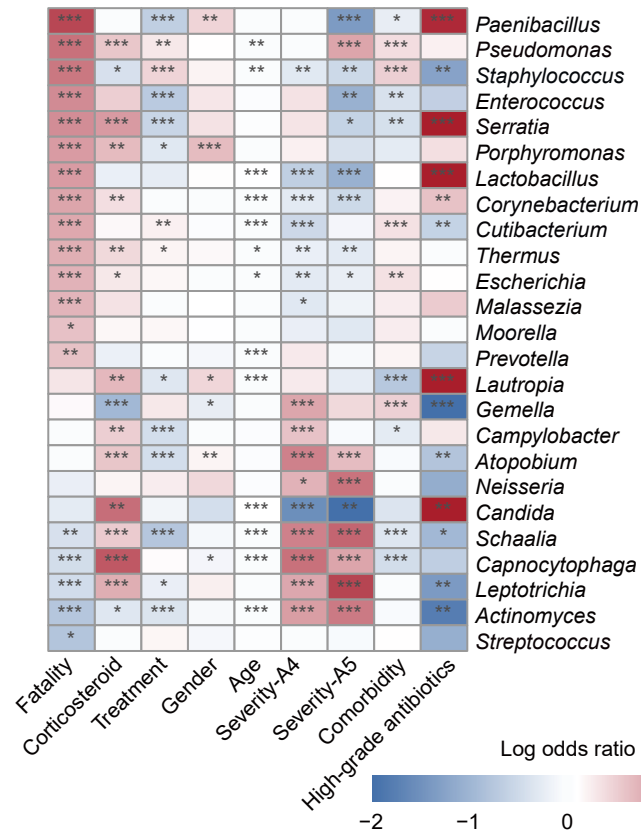 *** *** ** *** * *** Paenibacillus
*** *** ** ** *** *** Pseudomonas
*** * *** ** ** ** *** ** Staphylococcus
*** *** ** ** Enterococcus
*** *** *** * ** *** Serratia
*** ** * *** Porphyromonas
*** *** *** *** *** Lactobacillus
*** ** *** ** *** ** Corynebacterium
*** ** *** *** *** ** Cutibacterium
*** ** * * ** ** Thermus
*** * * ** * ** Escherichia
*** * Malassezia
* Moorella
** *** Prevotella
** * * *** *** *** Lautropia
*** * *** *** *** Gemella
** *** *** * Campylobacter
*** *** ** *** *** ** Atopobium
* *** Neisseria
** *** *** ** ** Candida
** *** *** *** *** *** *** * Schaalia
*** *** * *** *** *** *** Capnocytophaga
*** *** * *** *** ** Leptotrichia
*** * *** *** *** *** ** Actinomyces
* Streptococcus
Fatality
Corticosteroid
Treatment
Gender
Age
Severity-A4
Severity-A5
Comorbidity
High-grade antibiotics
Log odds ratio
−2 −1 0